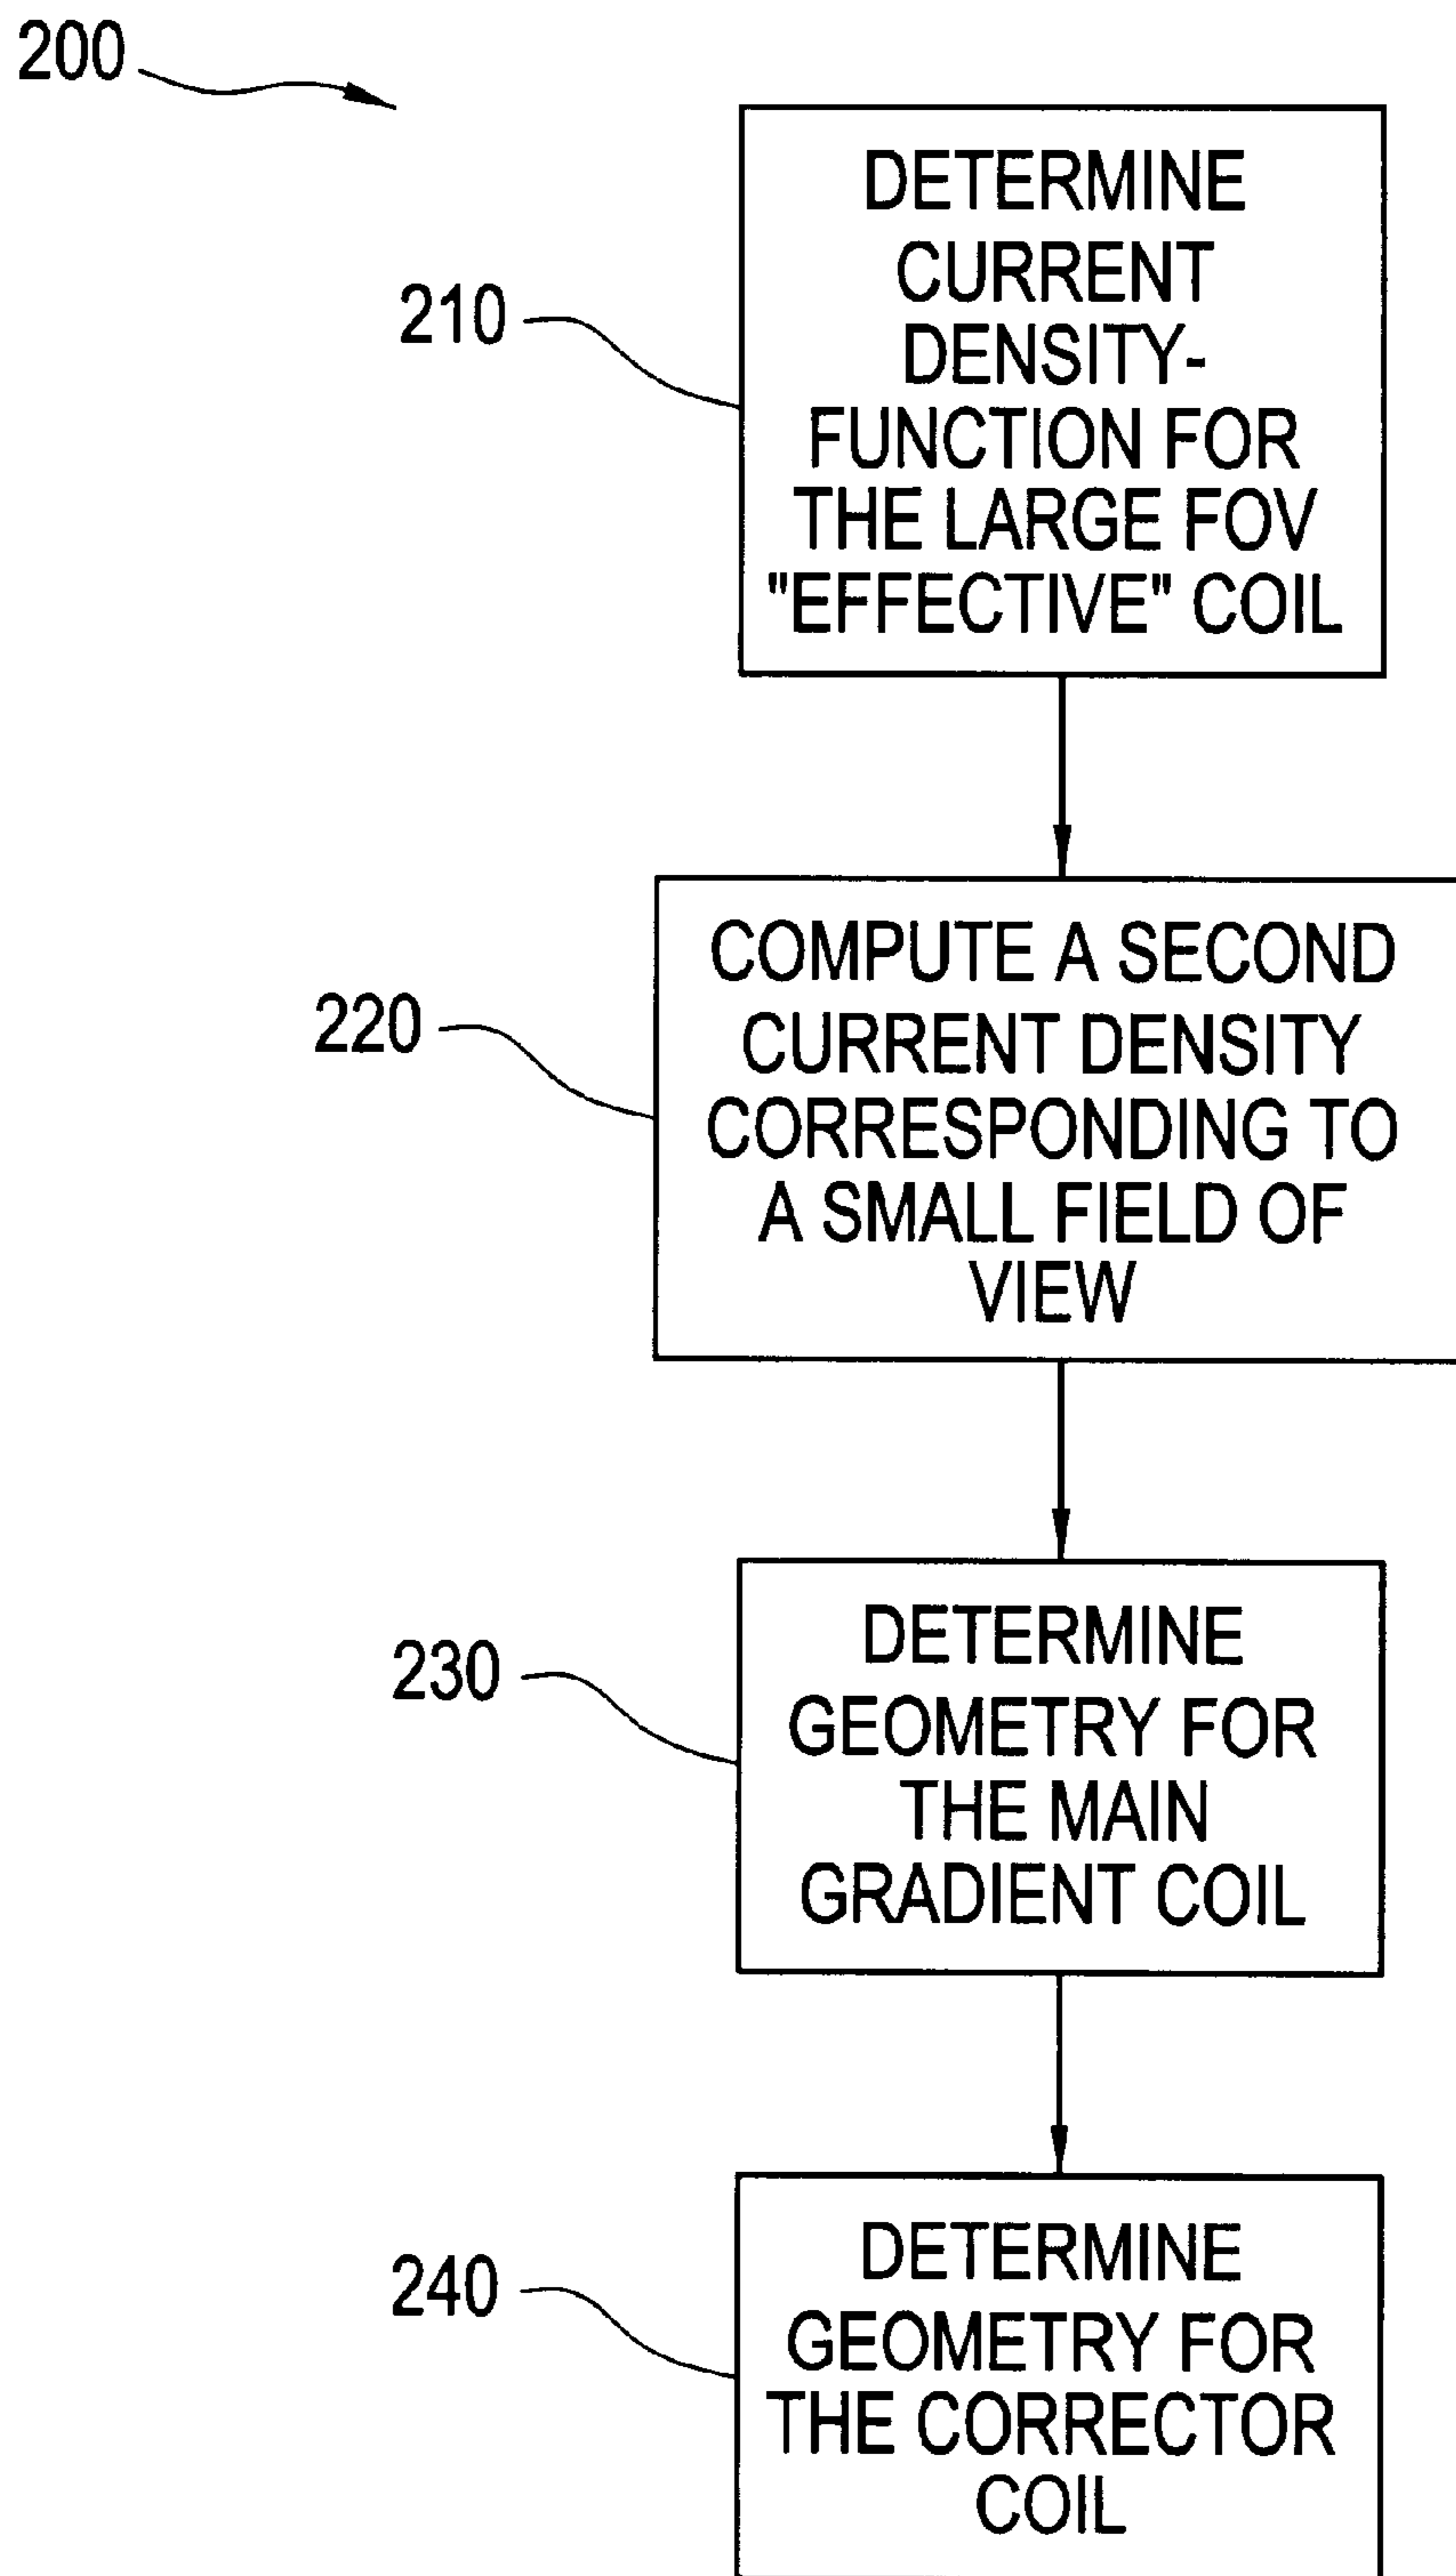 200
210
DETERMINE
CURRENT
DENSITY-
FUNCTION FOR
THE LARGE FOV
"EFFECTIVE" COIL
220
COMPUTE A SECOND
CURRENT DENSITY
CORRESPONDING TO
A SMALL FIELD OF
VIEW
230
DETERMINE
GEOMETRY FOR
THE MAIN
GRADIENT COIL
240
DETERMINE
GEOMETRY FOR
THE CORRECTOR
COIL